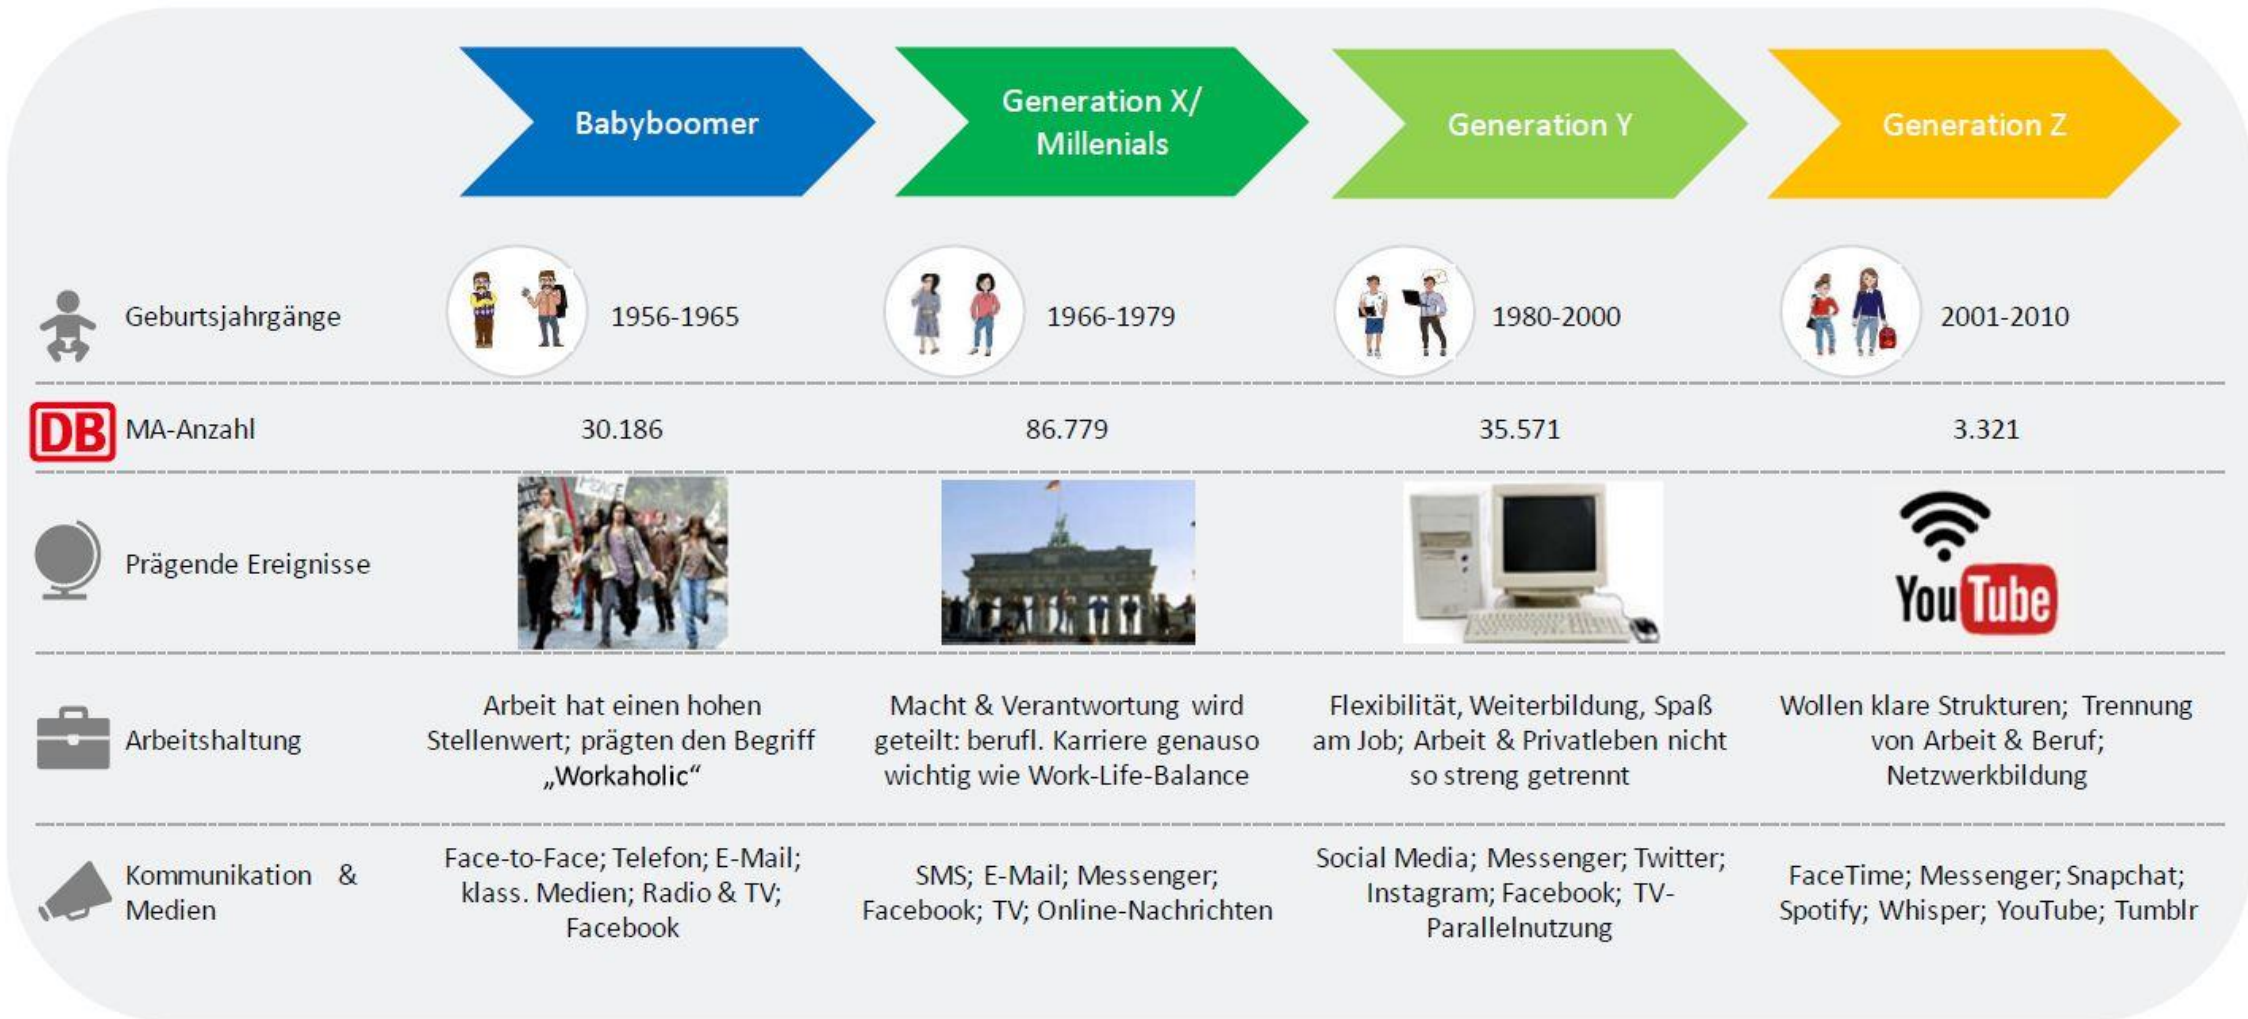 Babyboomer
Generation X/
Millenials
Generation Y
Generation Z
Geburtsjahrgänge
1956-1965
1966-1979
1980-2000
2001-2010
DB
MA-Anzahl
30.186
86.779
35.571
3.321
Prägende Ereignisse
PEACE
YouTube
Arbeitshaltung
Arbeit hat einen hohen
Stellenwert; prägten den Begriff
„Workaholic“
Macht & Verantwortung wird
geteilt: berufl. Karriere genauso
wichtig wie Work-Life-Balance
Flexibilität, Weiterbildung, Spaß
am Job; Arbeit & Privatleben nicht
so streng getrennt
Wollen klare Strukturen; Trennung
von Arbeit & Beruf;
Netzwerkbildung
Kommunikation &
Medien
Face-to-Face; Telefon; E-Mail;
klass. Medien; Radio & TV;
Facebook
SMS; E-Mail; Messenger;
Facebook; TV; Online-Nachrichten
Social Media; Messenger; Twitter;
Instagram; Facebook; TV-
Parallelnutzung
FaceTime; Messenger; Snapchat;
Spotify; Whisper; YouTube; Tumblr